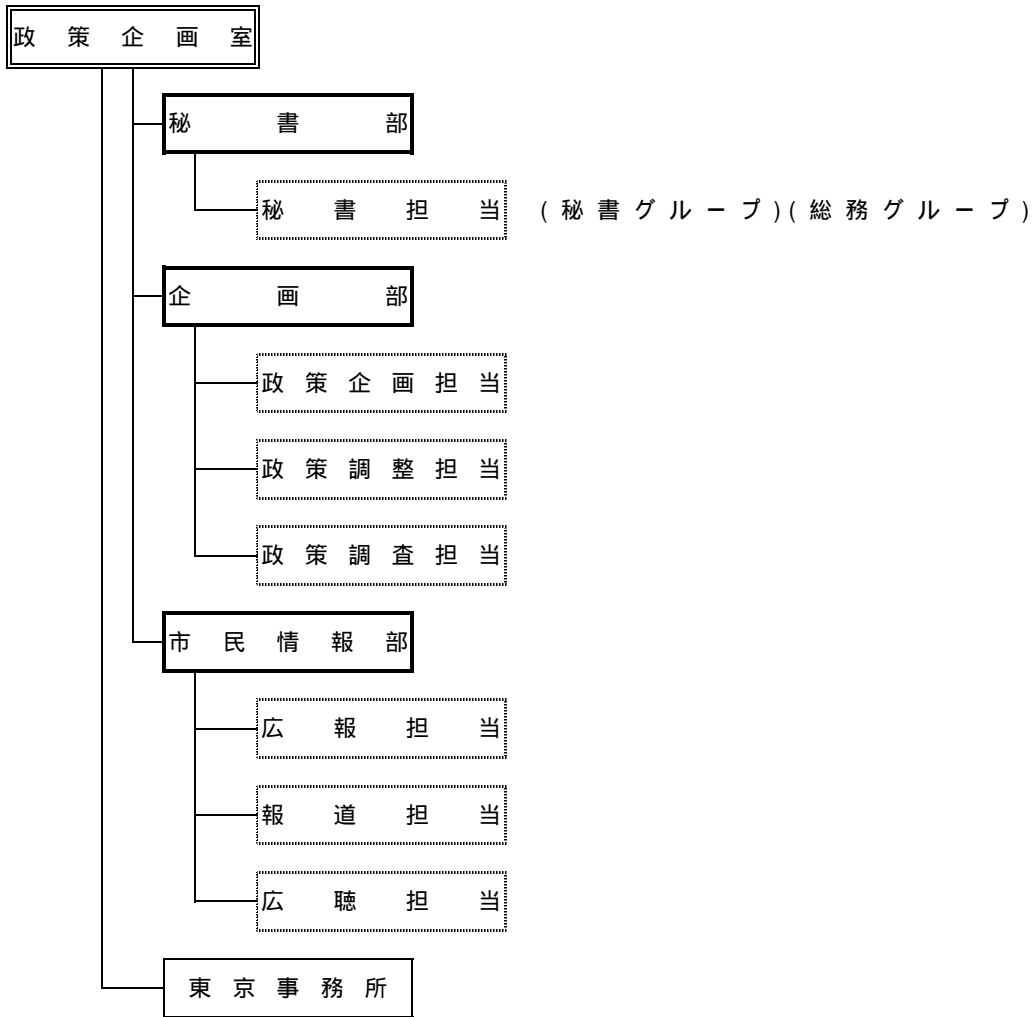 政策企画室
秘書部
秘書担当 (秘書グループ)(総務グループ)
企画部
政策企画担当
政策調整担当
政策調査担当
市民情報部
広報担当
報道担当
広聴担当
東京事務所